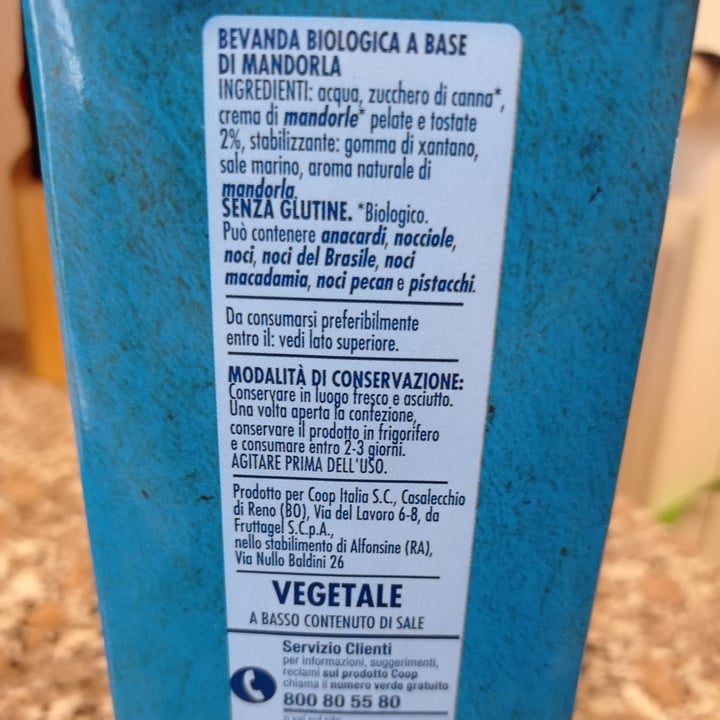 BEVANDA BIOLOGICA A BASE
DI MANDORLA
INGREDIENTI: acqua, zucchero di canna*,
crema di mandorle* pelate e tostate
2%, stabilizzante: gomma di xantano,
sale marino, aroma naturale di
mandorla.
SENZA GLUTINE. *Biologico.
Può contenere anacardi, nocciole,
noci, noci del Brasile, noci
macadamia, noci pecan e pistacchi.
Da consumarsi preferibilmente
entro il: vedi lato superiore.
MODALITÀ DI CONSERVAZIONE:
Conservare in luogo fresco e asciutto.
Una volta aperta la confezione,
conservare il prodotto in frigorifero
e consumare entro 2-3 giorni.
AGITARE PRIMA DELL'USO.
Prodotto per Coop Italia S.C., Casalecchio
di Reno (BO), Via del Lavoro 6-8, da
Fruttagel S.C.p.A.,
nello stabilimento di Alfonsine (RA),
Via Nullo Baldini 26
VEGETALE
A BASSO CONTENUTO DI SALE
Servizio Clienti
per informazioni, suggerimenti,
reclami sul prodotto Coop
chiama il numero verde gratuito
800 80 55 80